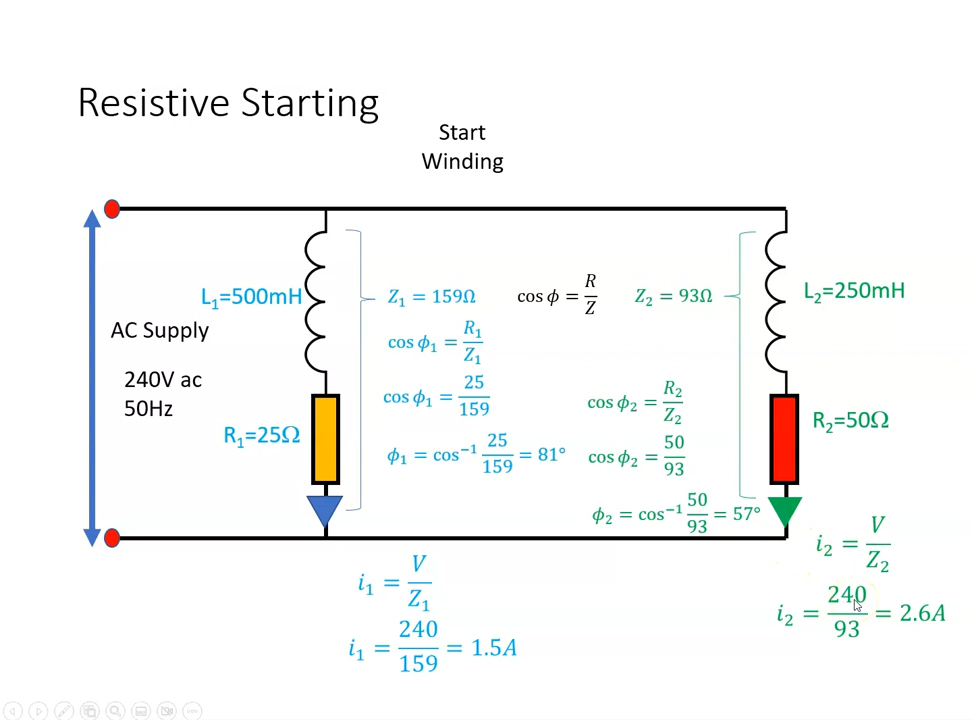 Resistive Starting
Start
Winding
L₁=500mH
AC Supply
240V ac
50Hz
R₁=25Ω
Z₁ = 159Ω
cos ϕ₁ = R₁/Z₁
cos ϕ₁ = 25/159
ϕ₁ = cos⁻¹ 25/159 = 81°
cos ϕ = R/Z
Z₂ = 93Ω
cos ϕ₂ = R₂/Z₂
cos ϕ₂ = 50/93
ϕ₂ = cos⁻¹ 50/93 = 57°
L₂=250mH
R₂=50Ω
i₁ = V/Z₁
i₁ = 240/159 = 1.5A
i₂ = V/Z₂
i₂ = 240/93 = 2.6A